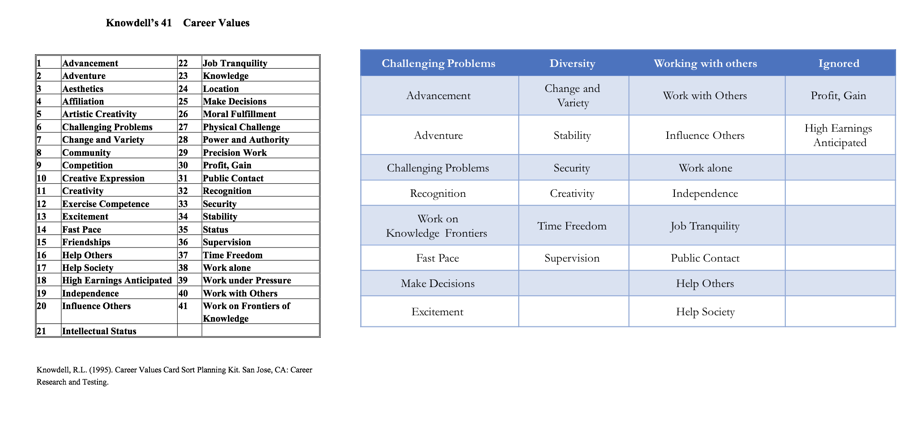 Knowdell's 41 Career Values
1 Advancement 22 Job Tranquility
2 Adventure 23 Knowledge
3 Aesthetics 24 Location
4 Affiliation 25 Make Decisions
5 Artistic Creativity 26 Moral Fulfillment
6 Challenging Problems 27 Physical Challenge
7 Change and Variety 28 Power and Authority
8 Community 29 Precision Work
9 Competition 30 Profit, Gain
10 Creative Expression 31 Public Contact
11 Creativity 32 Recognition
12 Exercise Competence 33 Security
13 Excitement 34 Stability
14 Fast Pace 35 Status
15 Friendships 36 Supervision
16 Help Others 37 Time Freedom
17 Help Society 38 Work alone
18 High Earnings Anticipated 39 Work under Pressure
19 Independence 40 Work with Others
20 Influence Others 41 Work on Frontiers of
Knowledge
21 Intellectual Status
Knowdell, R.L. (1995). Career Values Card Sort Planning Kit. San Jose, CA: Career
Research and Testing.
Challenging Problems Diversity Working with others Ignored
Advancement Change and Variety Work with Others Profit, Gain
Adventure Stability Influence Others High Earnings Anticipated
Challenging Problems Security Work alone
Recognition Creativity Independence
Work on Knowledge Frontiers Time Freedom Job Tranquility
Fast Pace Supervision Public Contact
Make Decisions Help Others
Excitement Help Society